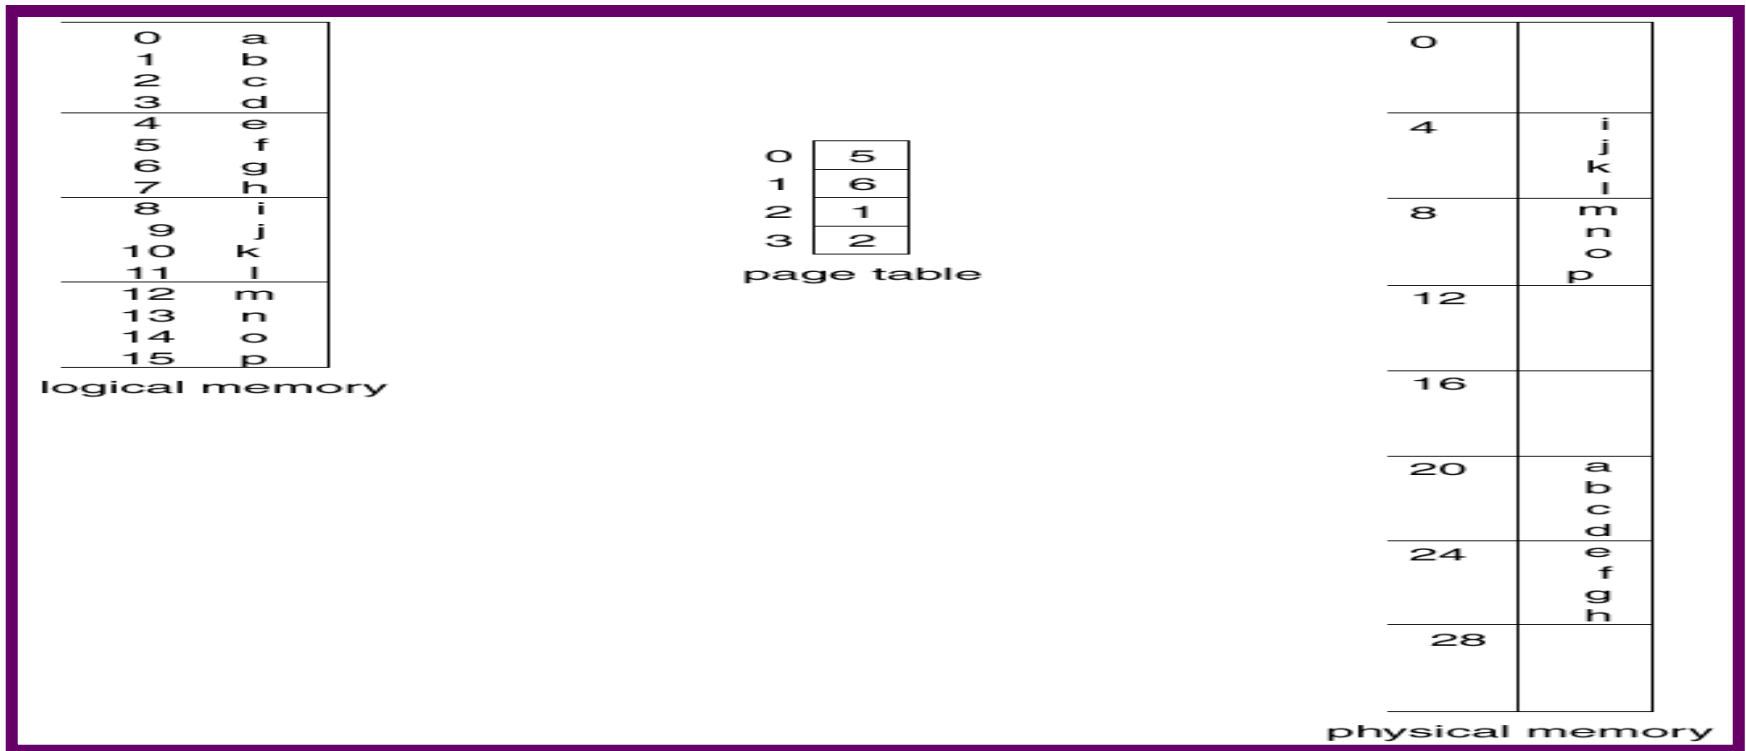 0 a
1 b
2 c
3 d
4 e
5 f
6 g
7 h
8 i
9 j
10 k
11 l
12 m
13 n
14 o
15 p
logical memory
0 5
1 6
2 1
3 2
page table
0
4 i
j
k
l
8 m
n
o
p
12
16
20 a
b
c
d
24 e
f
g
h
28
physical memory